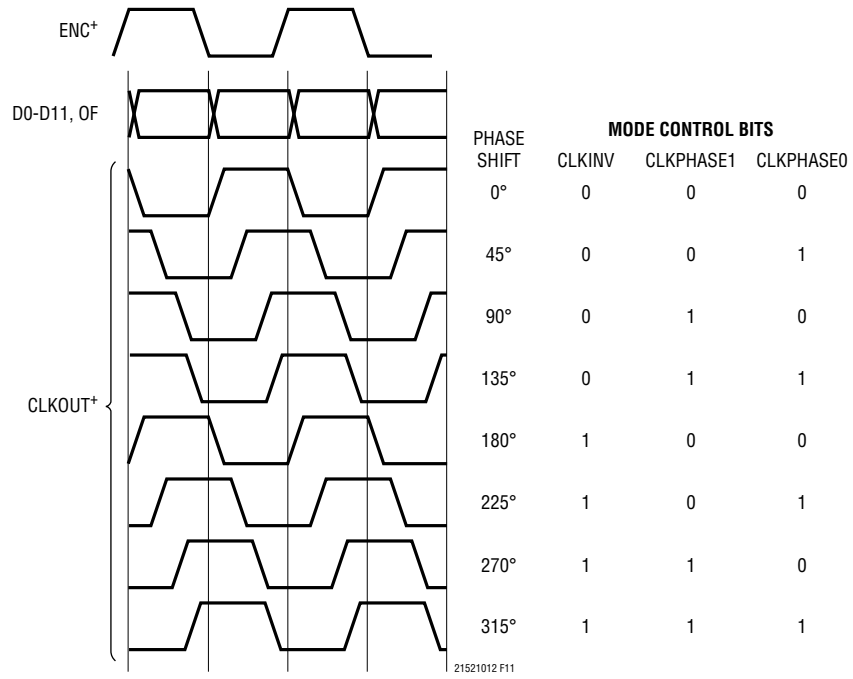 ENC+
D0-D11, OF
MODE CONTROL BITS
PHASE
SHIFT CLKINV CLKPHASE1 CLKPHASE0
0° 0 0 0
45° 0 0 1
90° 0 1 0
135° 0 1 1
CLKOUT+
180° 1 0 0
225° 1 0 1
270° 1 1 0
315° 1 1 1
21521012 F11